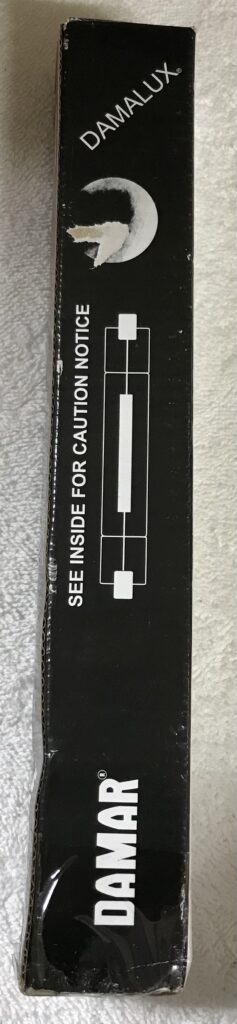 DAMALUX®
SEE INSIDE FOR CAUTION NOTICE
DAMAR®